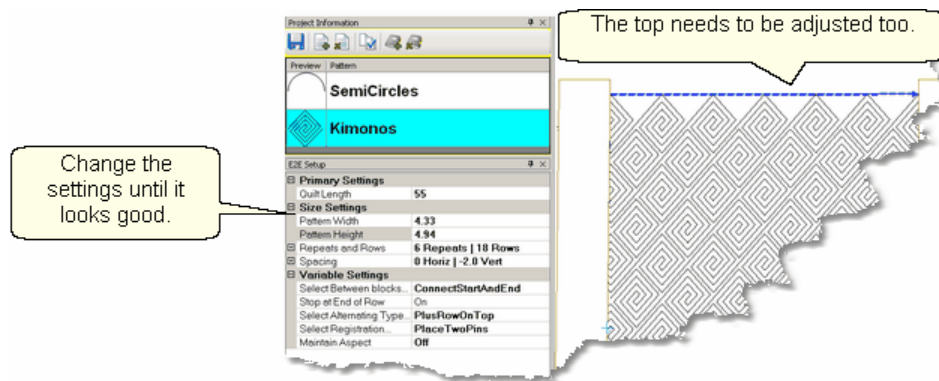 Project Information
The top needs to be adjusted too.
Preview Pattern
SemiCircles
Kimonos
Change the
settings until it
looks good.
E2E Setup
Primary Settings
Quilt Length 55
Size Settings
Pattern Width 4.33
Pattern Height 4.94
Repeats and Rows 6 Repeats | 18 Rows
Spacing 0 Horiz | -2.0 Vert
Variable Settings
Select Between blocks... ConnectStartAndEnd
Stop at End of Row On
Select Alternating Type... PlusRowOnTop
Select Registration... PlaceTwoPins
Maintain Aspect Off